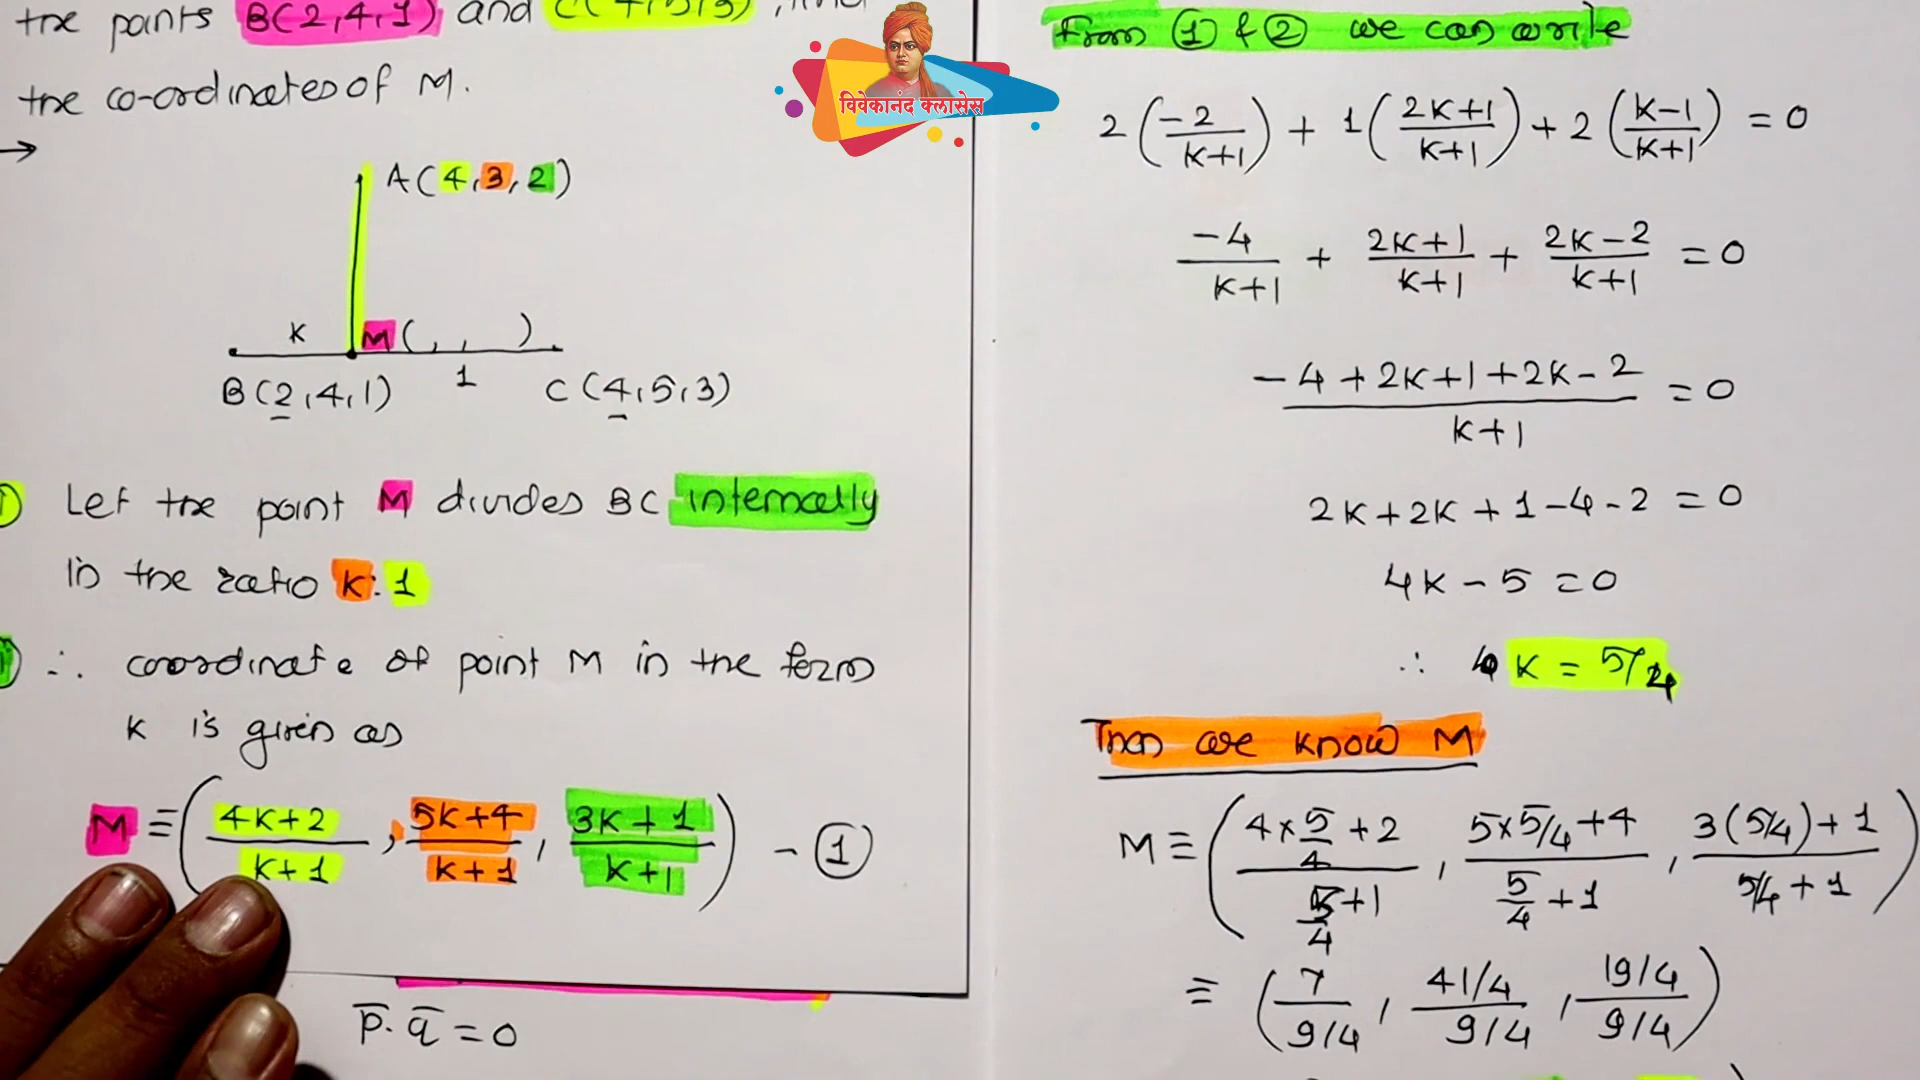 the points B(2,4,1) and C(4,5,3),
the co-ordinates of M.
→
A(4,3,2)
K M( , , )
B(2,4,1) 1 C(4,5,3)
Let the point M divides BC internally
in the ratio K:1
∴ coordinate of point M in the form
K is given as
M ≡ ( 4K+2/K+1 , 5K+4/K+1 , 3K+1/K+1 ) - ①
p̅. q̅ = 0
विवेकानंद क्लासेस
From ① & ② we can write
2(-2/K+1) + 1(2K+1/K+1) + 2(K-1/K+1) = 0
-4/K+1 + 2K+1/K+1 + 2K-2/K+1 = 0
-4+2K+1+2K-2/K+1 = 0
2K+2K+1-4-2 = 0
4K-5 = 0
∴ K = 5/4
Then we know M
M ≡ ( 4×5/4+2 / 5/4+1 , 5×5/4+4 / 5/4+1 , 3(5/4)+1 / 5/4+1 )
≡ ( 7/9/4 , 41/4/9/4 , 19/4/9/4 )